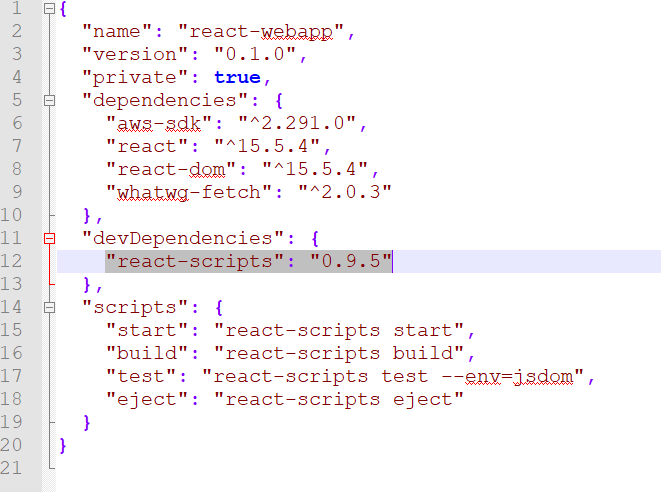 1 {
2 "name": "react-webapp",
3 "version": "0.1.0",
4 "private": true,
5 "dependencies": {
6 "aws-sdk": "^2.291.0",
7 "react": "^15.5.4",
8 "react-dom": "^15.5.4",
9 "whatwg-fetch": "^2.0.3"
10 },
11 "devDependencies": {
12 "react-scripts": "0.9.5"
13 },
14 "scripts": {
15 "start": "react-scripts start",
16 "build": "react-scripts build",
17 "test": "react-scripts test --env=jsdom",
18 "eject": "react-scripts eject"
19 }
20 }
21